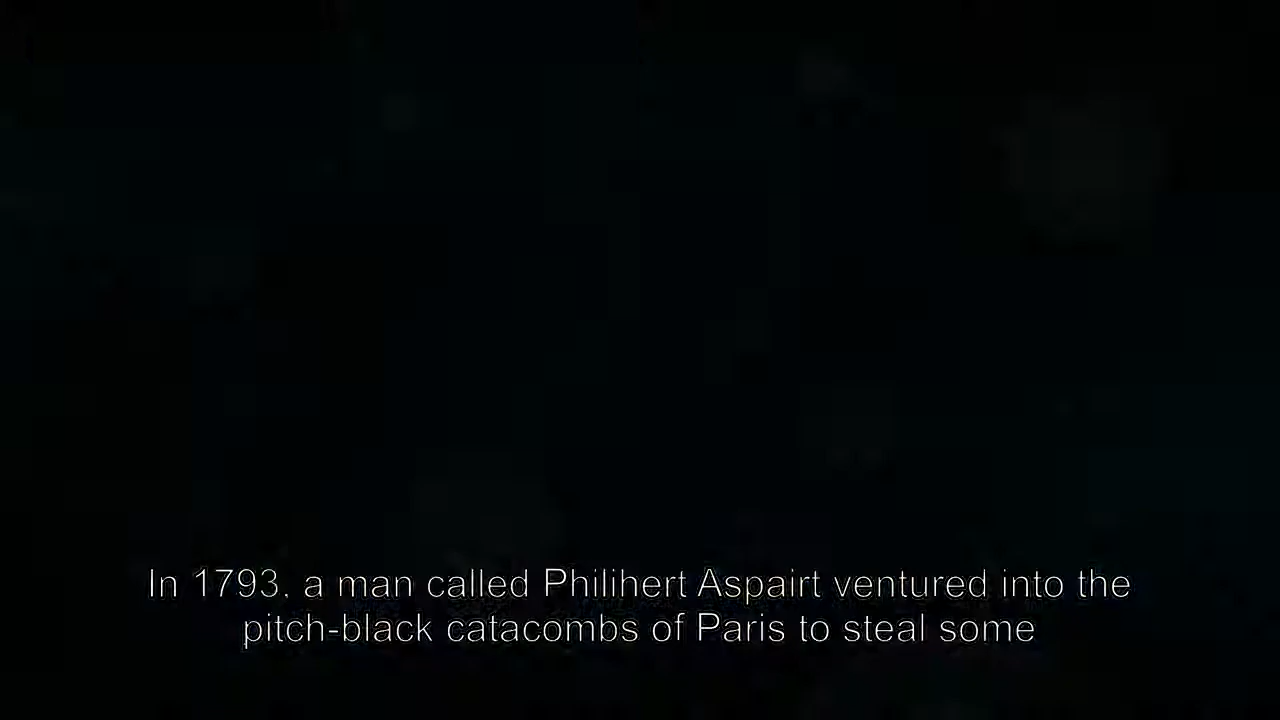 In 1793, a man called Philihert Aspairt ventured into the
pitch-black catacombs of Paris to steal some